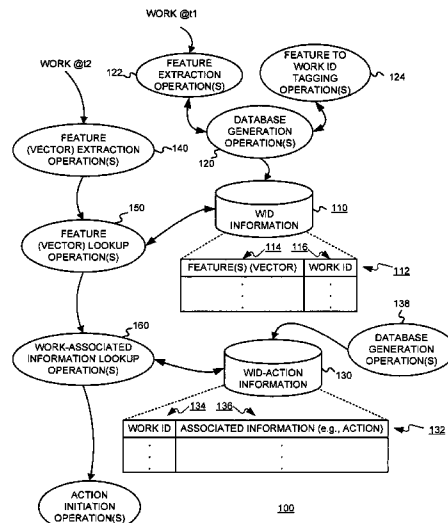 WORK @t1
WORK @t2
122
FEATURE
EXTRACTION
OPERATION(S)
FEATURE TO
WORK ID
TAGGING
OPERATION(S)
124
DATABASE
GENERATION
OPERATION(S)
120
FEATURE
(VECTOR) EXTRACTION
OPERATION(S)
140
150
FEATURE
(VECTOR) LOOKUP
OPERATION(S)
WID
INFORMATION
110
114
116
FEATURE(S) (VECTOR)
WORK ID
112
138
DATABASE
GENERATION
OPERATION(S)
160
WORK-ASSOCIATED
INFORMATION LOOKUP
OPERATION(S)
WID-ACTION
INFORMATION
130
134
136
WORK ID
ASSOCIATED INFORMATION (e.g., ACTION)
132
ACTION
INITIATION
OPERATION(S)
100